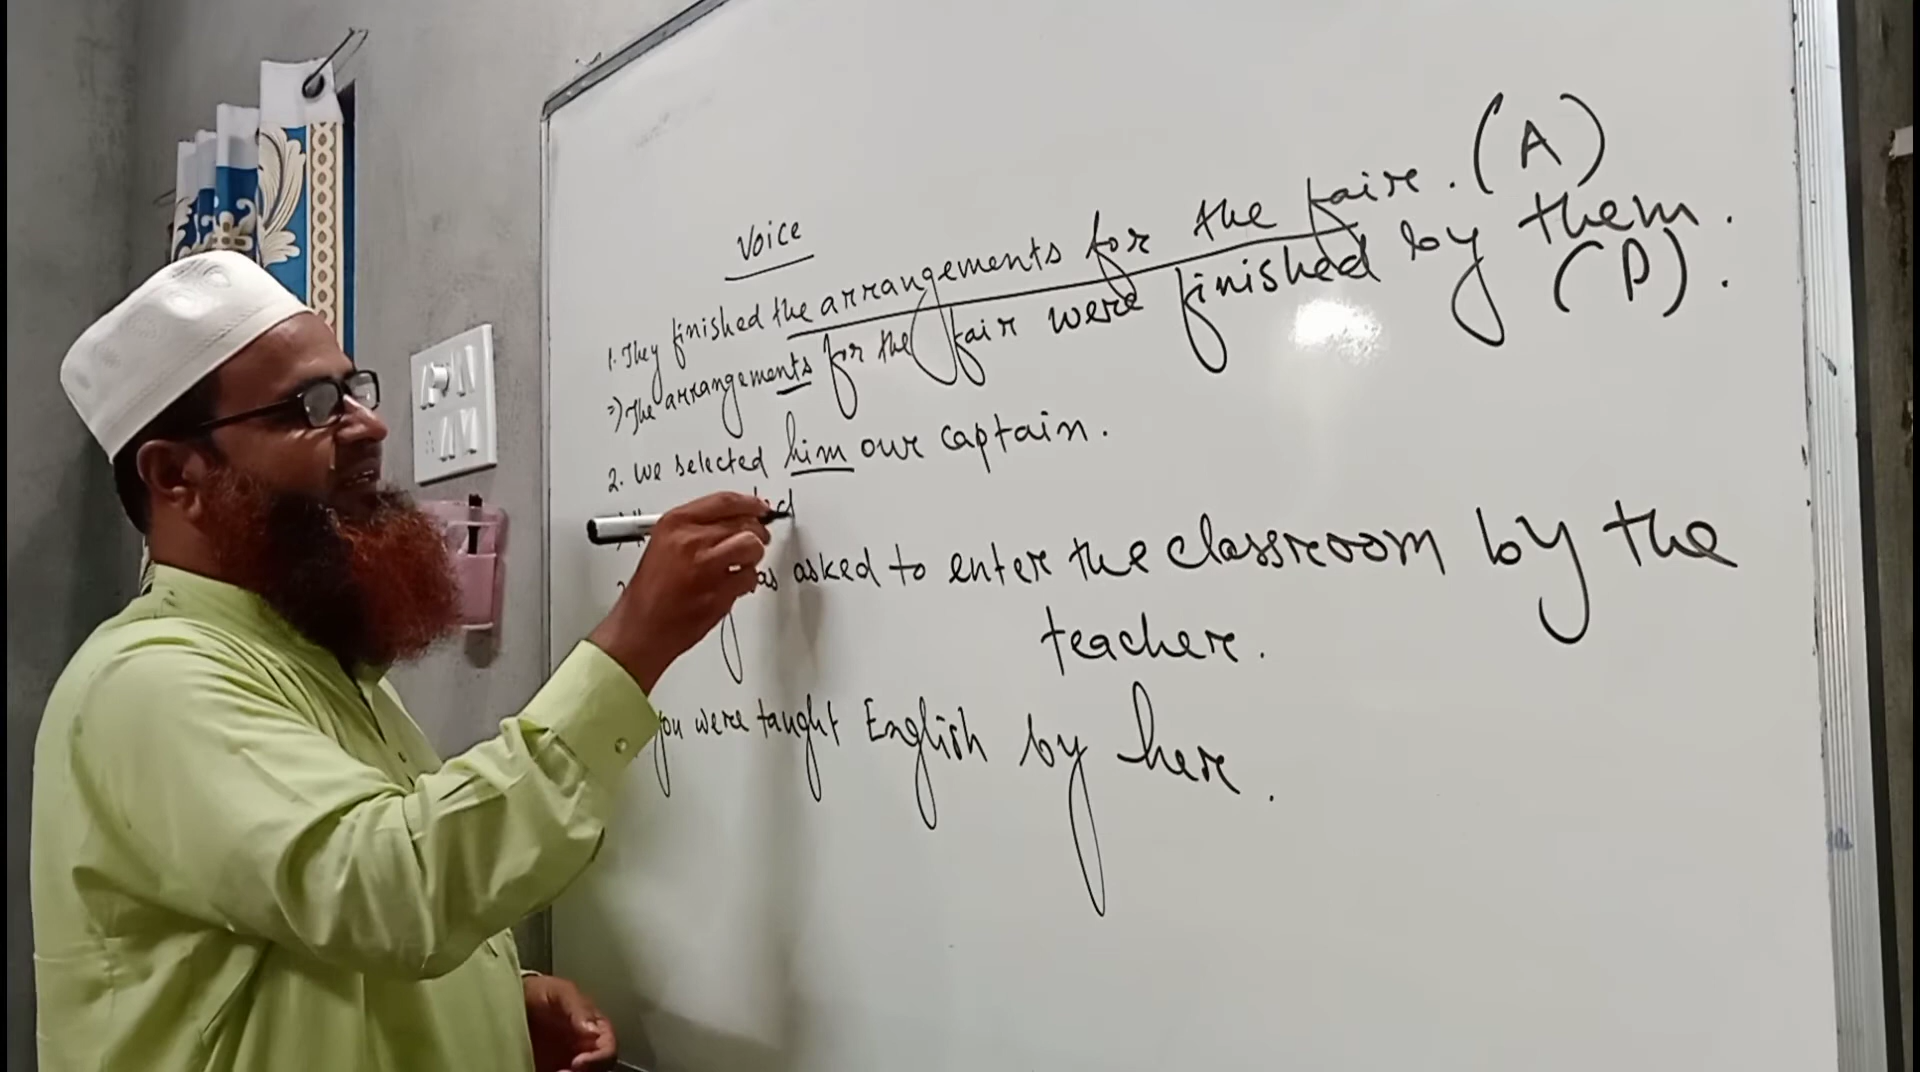 Voice
1. They finished the arrangements for the faire. (A)
=) The arrangements for the fair were finished by them. (P).
2. We selected him our captain.
asked to enter the classroom by the
teacher.
you were taught English by her.